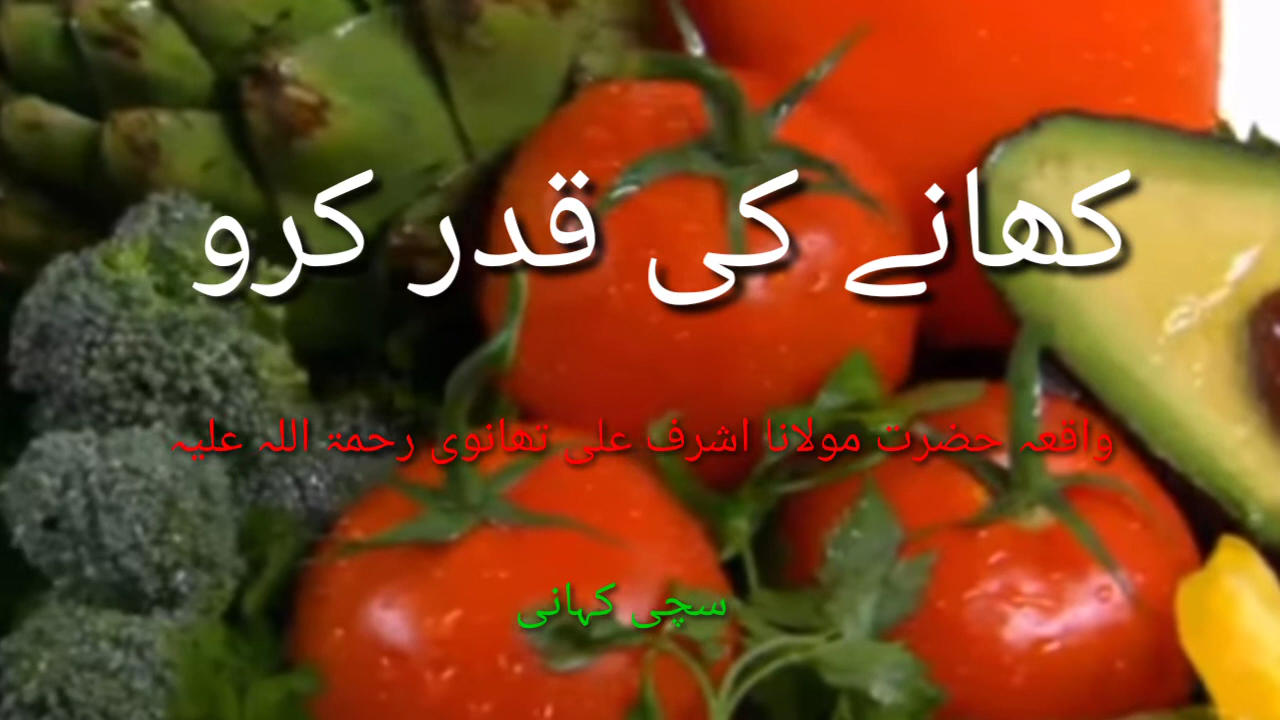 کھانے کی قدر کرو
واقعہ حضرت مولانا اشرف علی تھانوی رحمۃ اللہ علیہ
سچی کہانی